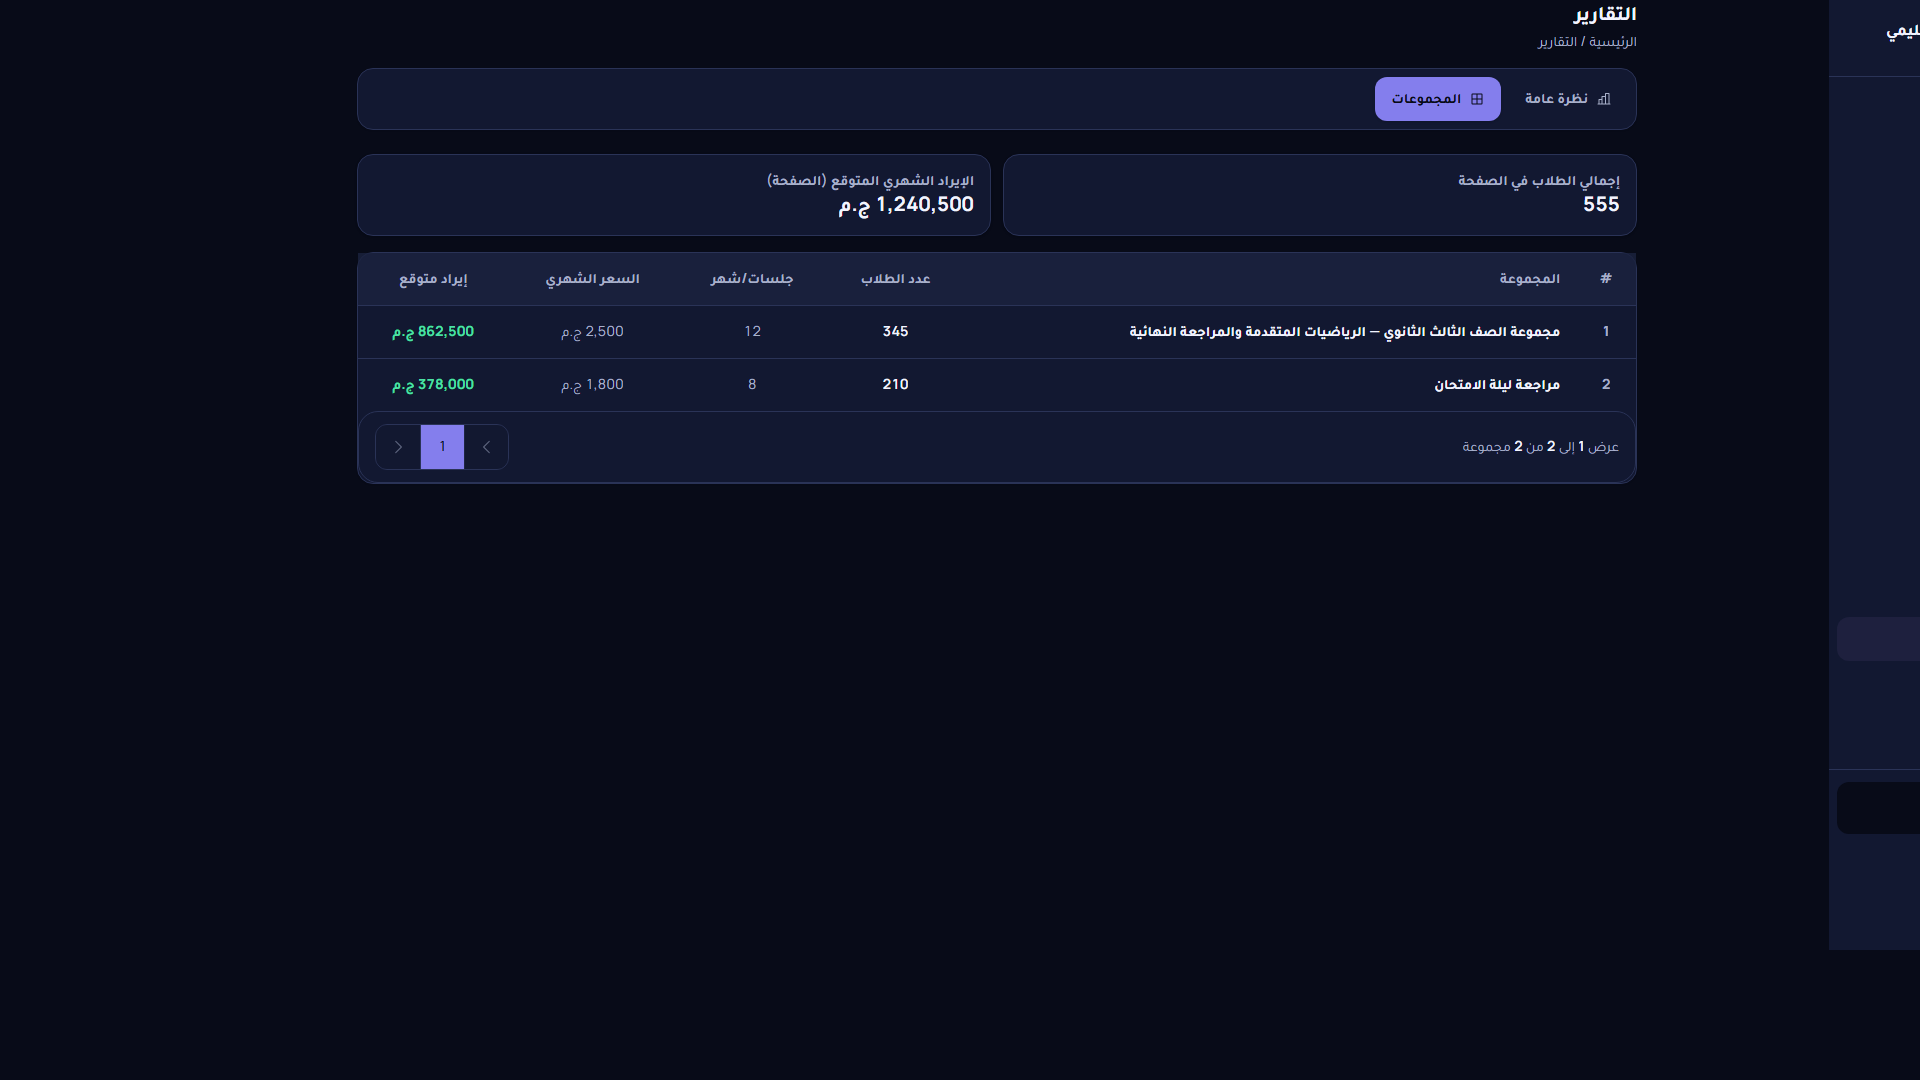 التقارير
الرئيسية / التقارير
نظرة عامة
المجموعات
إجمالي الطلاب في الصفحة
555
الإيراد الشهري المتوقع (الصفحة)
1,240,500 ج.م
# المجموعة عدد الطلاب جلسات/شهر السعر الشهري إيراد متوقع
1 مجموعة الصف الثالث الثانوي — الرياضيات المتقدمة والمراجعة النهائية 345 12 2,500 ج.م 862,500 ج.م
2 مراجعة ليلة الامتحان 210 8 1,800 ج.م 378,000 ج.م
عرض 1 إلى 2 من 2 مجموعة
1